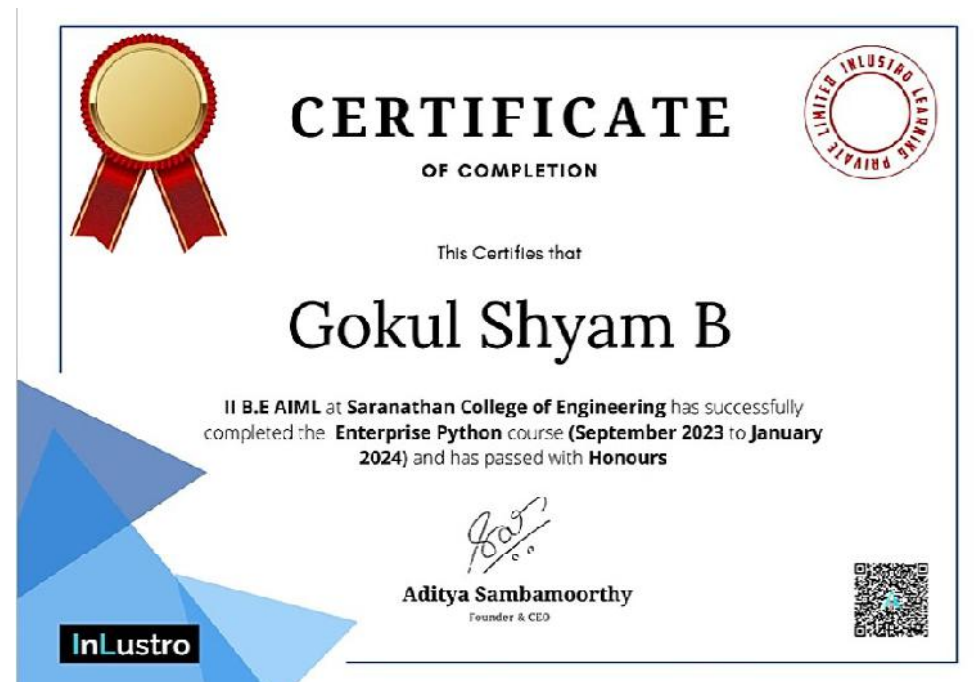 CERTIFICATE
OF COMPLETION
INLUSTRO LEARNING PRIVATE LIMITED
This Certifies that
Gokul Shyam B
II B.E AIML at Saranathan College of Engineering has successfully
completed the Enterprise Python course (September 2023 to January
2024) and has passed with Honours
Aditya Sambamoorthy
Founder & CEO
InLustro